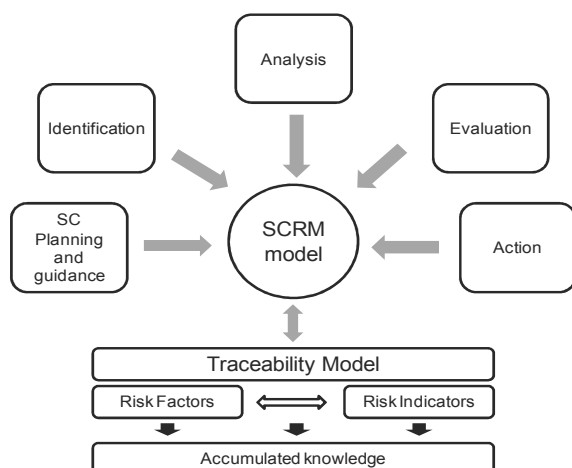 Analysis
Identification
Evaluation
SC
Planning
and
guidance
SCRM
model
Action
Traceability Model
Risk Factors
Risk Indicators
Accumulated knowledge